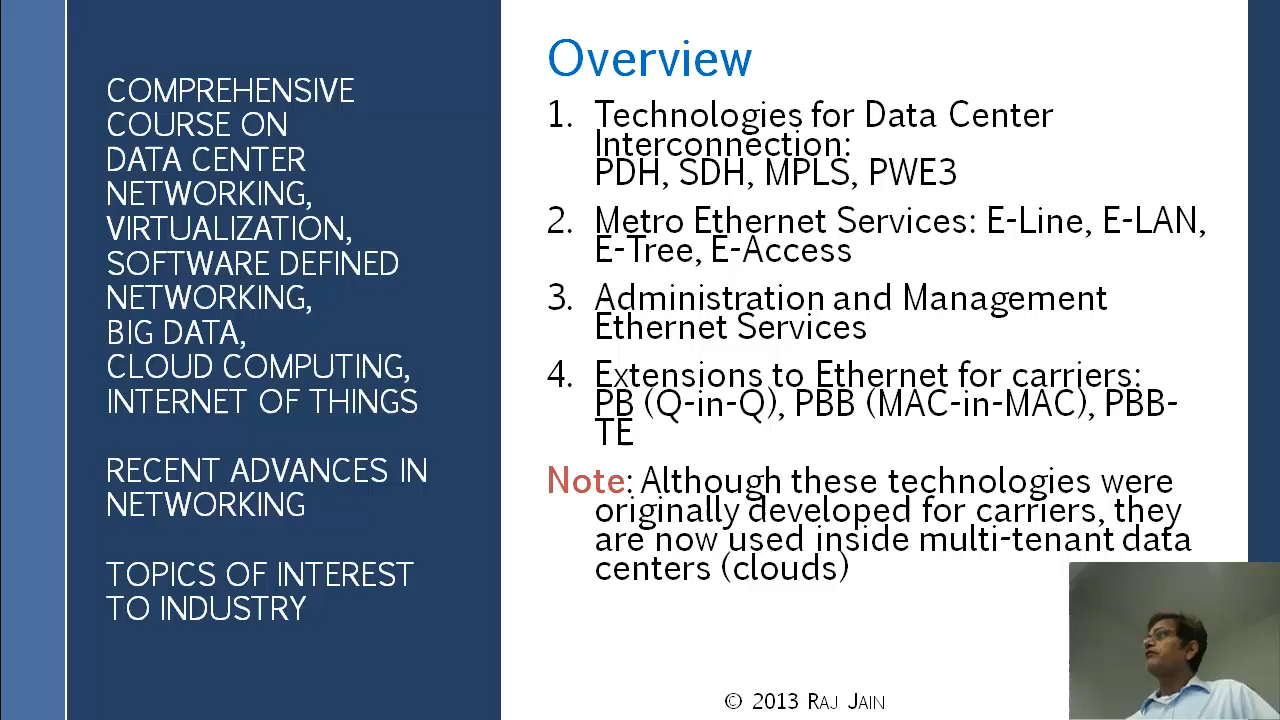 COMPREHENSIVE
COURSE ON
DATA CENTER
NETWORKING,
VIRTUALIZATION,
SOFTWARE DEFINED
NETWORKING,
BIG DATA,
CLOUD COMPUTING,
INTERNET OF THINGS
RECENT ADVANCES IN
NETWORKING
TOPICS OF INTEREST
TO INDUSTRY
Overview
1. Technologies for Data Center
Interconnection:
PDH, SDH, MPLS, PWE3
2. Metro Ethernet Services: E-Line, E-LAN,
E-Tree, E-Access
3. Administration and Management
Ethernet Services
4. Extensions to Ethernet for carriers:
PB (Q-in-Q), PBB (MAC-in-MAC), PBB-
TE
Note: Although these technologies were
originally developed for carriers, they
are now used inside multi-tenant data
centers (clouds)
© 2013 RAJ JAIN